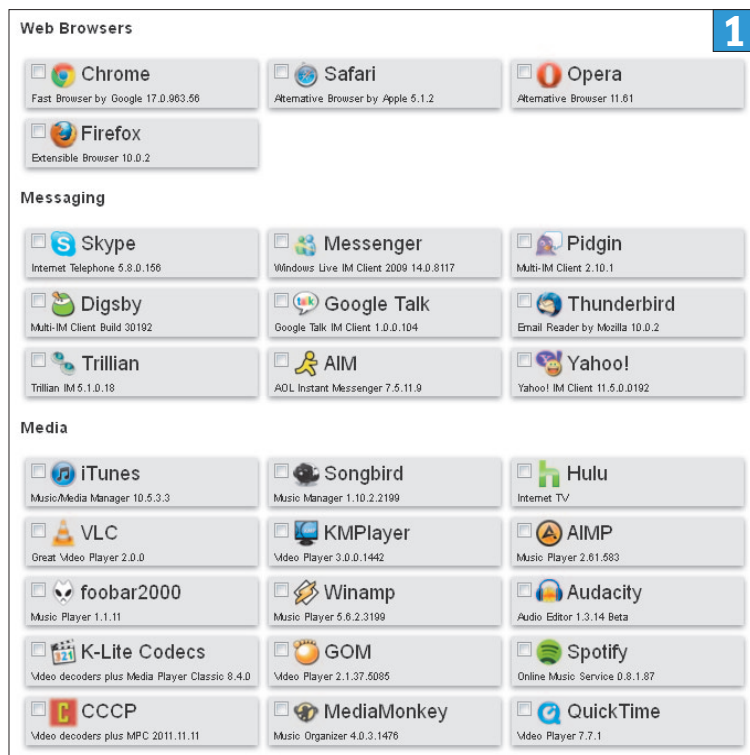 Web Browsers
1
Chrome
Fast Browser by Google 17.0.963.56
Safari
Alternative Browser by Apple 5.1.2
Opera
Alternative Browser 11.61
Firefox
Extensible Browser 10.0.2
Messaging
Skype
Internet Telephone 5.8.0.156
Messenger
Windows Live IM Client 2009 14.0.8117
Pidgin
Multi-IM Client 2.10.1
Digsby
Multi-IM Client Build 30192
talk
Google Talk
Google Talk IM Client 1.0.0.104
Thunderbird
Email Reader by Mozilla 10.0.2
Trillian
Trillian IM 5.1.0.18
AIM
AOL Instant Messenger 7.5.11.9
Yahoo!
Yahoo! IM Client 11.5.0.0192
Media
iTunes
Music/Media Manager 10.5.3.3
Songbird
Music Manager 1.10.2.2199
h
Hulu
Internet TV
VLC
Great Video Player 2.0.0
KMPlayer
Video Player 3.0.0.1442
AIMP
Music Player 2.61.583
foobar2000
Music Player 1.1.11
Winamp
Music Player 5.6.2.3199
Audacity
Audio Editor 1.3.14 Beta
321
K-Lite Codecs
Video decoders plus Media Player Classic 8.4.0
GOM
Video Player 2.1.37.5085
Spotify
Online Music Service 0.8.1.87
C
CCCP
Video decoders plus MPC 2011.11.11
MediaMonkey
Music Organizer 4.0.3.1476
QuickTime
Video Player 7.7.1